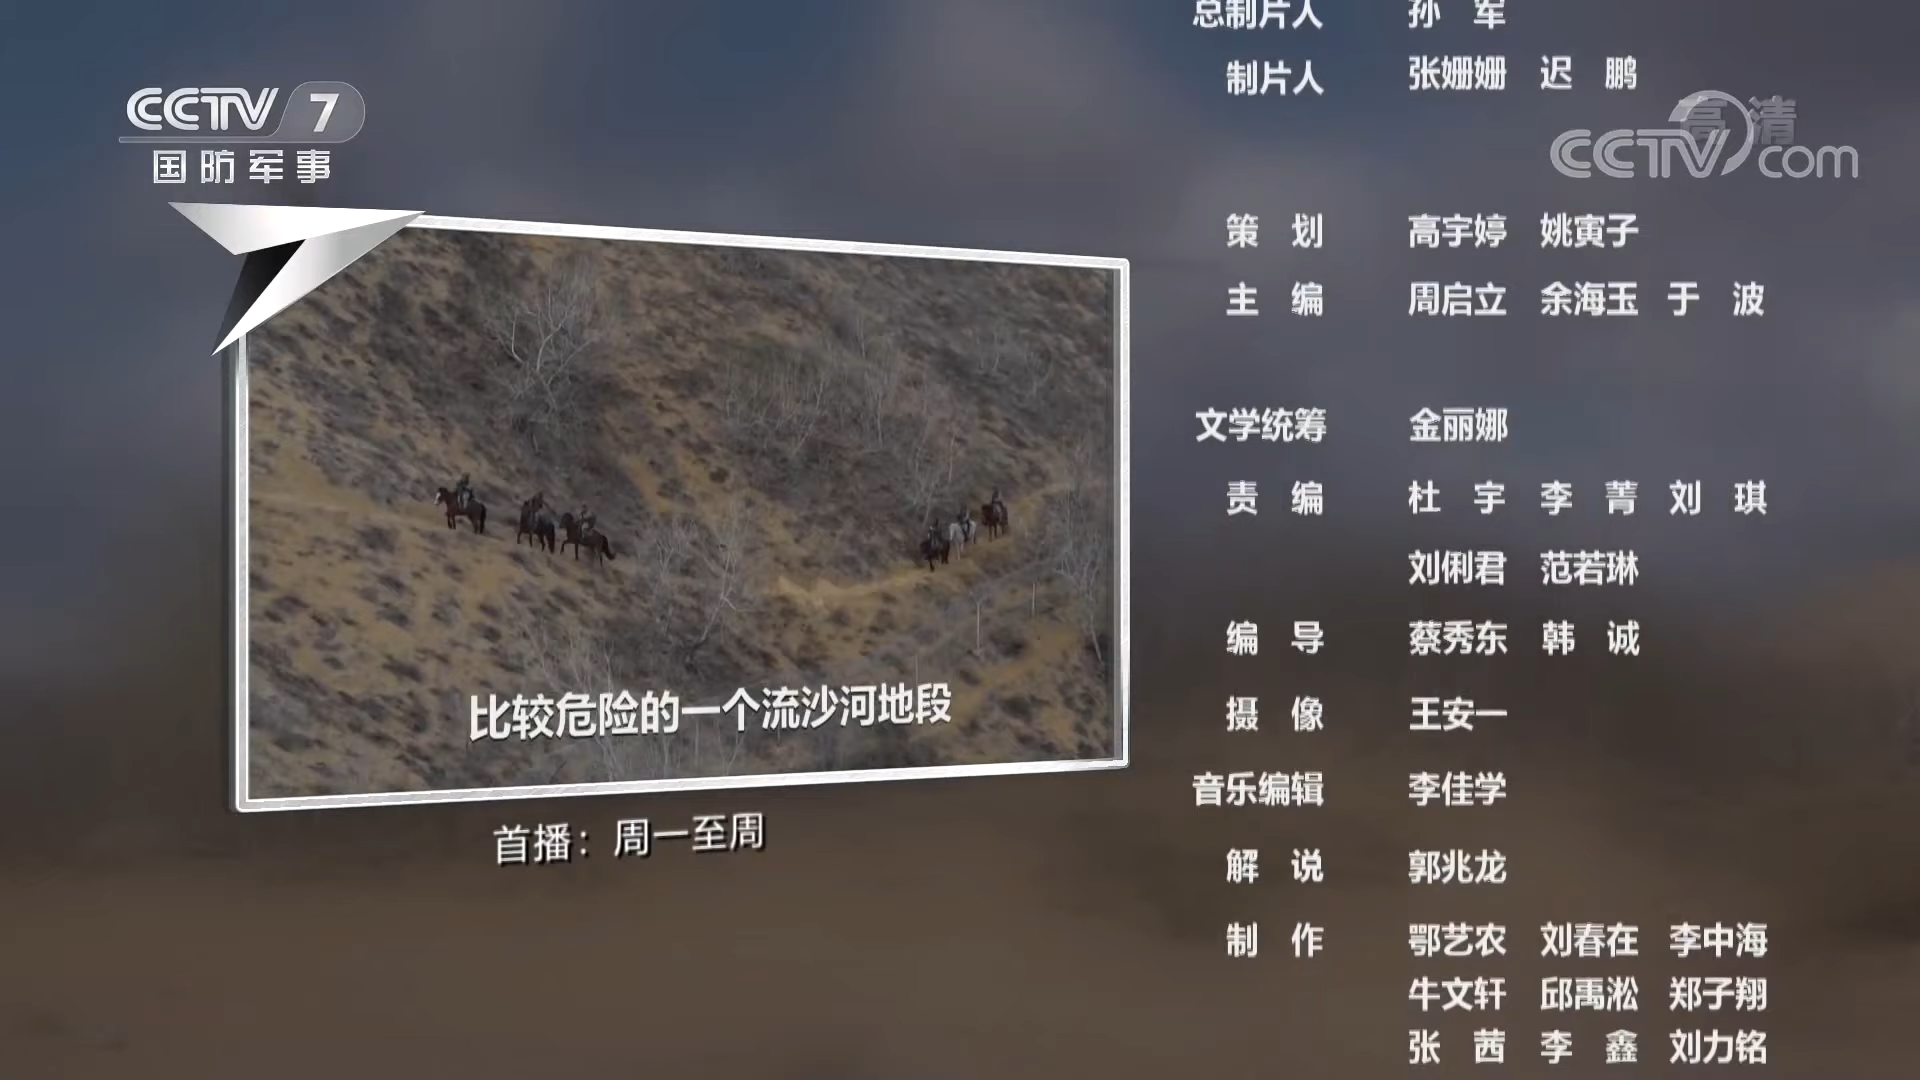 总制片人 孙 军
制片人 张姗姗 迟 鹏
CCTV 7
国防军事
高清
CCTV.com
策 划 高宇婷 姚寅子
主 编 周启立 余海玉 于 波
文学统筹 金丽娜
责 编 杜 宇 李 菁 刘 琪
刘俐君 范若琳
编 导 蔡秀东 韩 诚
摄 像 王安一
比较危险的一个流沙河地段
音乐编辑 李佳学
首播：周一至周
解 说 郭兆龙
制 作 鄂艺农 刘春在 李中海
牛文轩 邱禹淞 郑子翔
张 茜 李 鑫 刘力铭